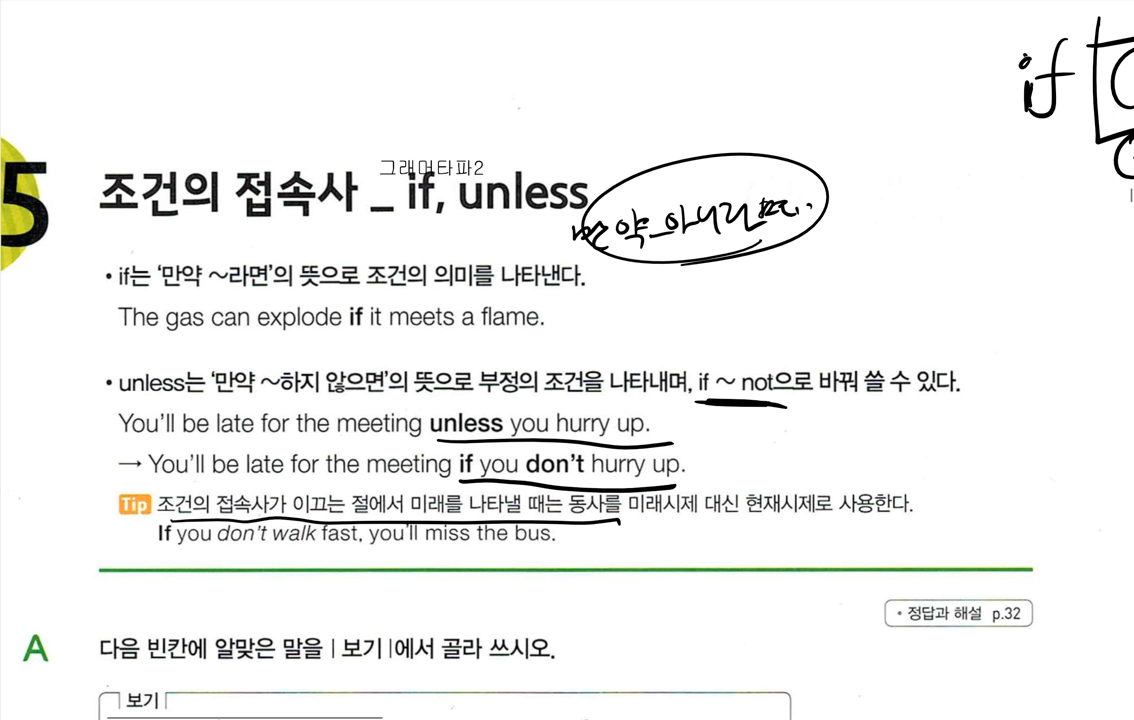 if
그래머타파2
5 조건의 접속사 _ if, unless
만약 아니라면..
• if는 ‘만약 ~라면’의 뜻으로 조건의 의미를 나타낸다.
The gas can explode if it meets a flame.
• unless는 ‘만약 ~하지 않으면’의 뜻으로 부정의 조건을 나타내며, if ~ not으로 바꿔 쓸 수 있다.
You'll be late for the meeting unless you hurry up.
→ You'll be late for the meeting if you don't hurry up.
Tip 조건의 접속사가 이끄는 절에서 미래를 나타낼 때는 동사를 미래시제 대신 현재시제로 사용한다.
If you don't walk fast, you'll miss the bus.
• 정답과 해설 p.32
A 다음 빈칸에 알맞은 말을 | 보기 |에서 골라 쓰시오.
보기